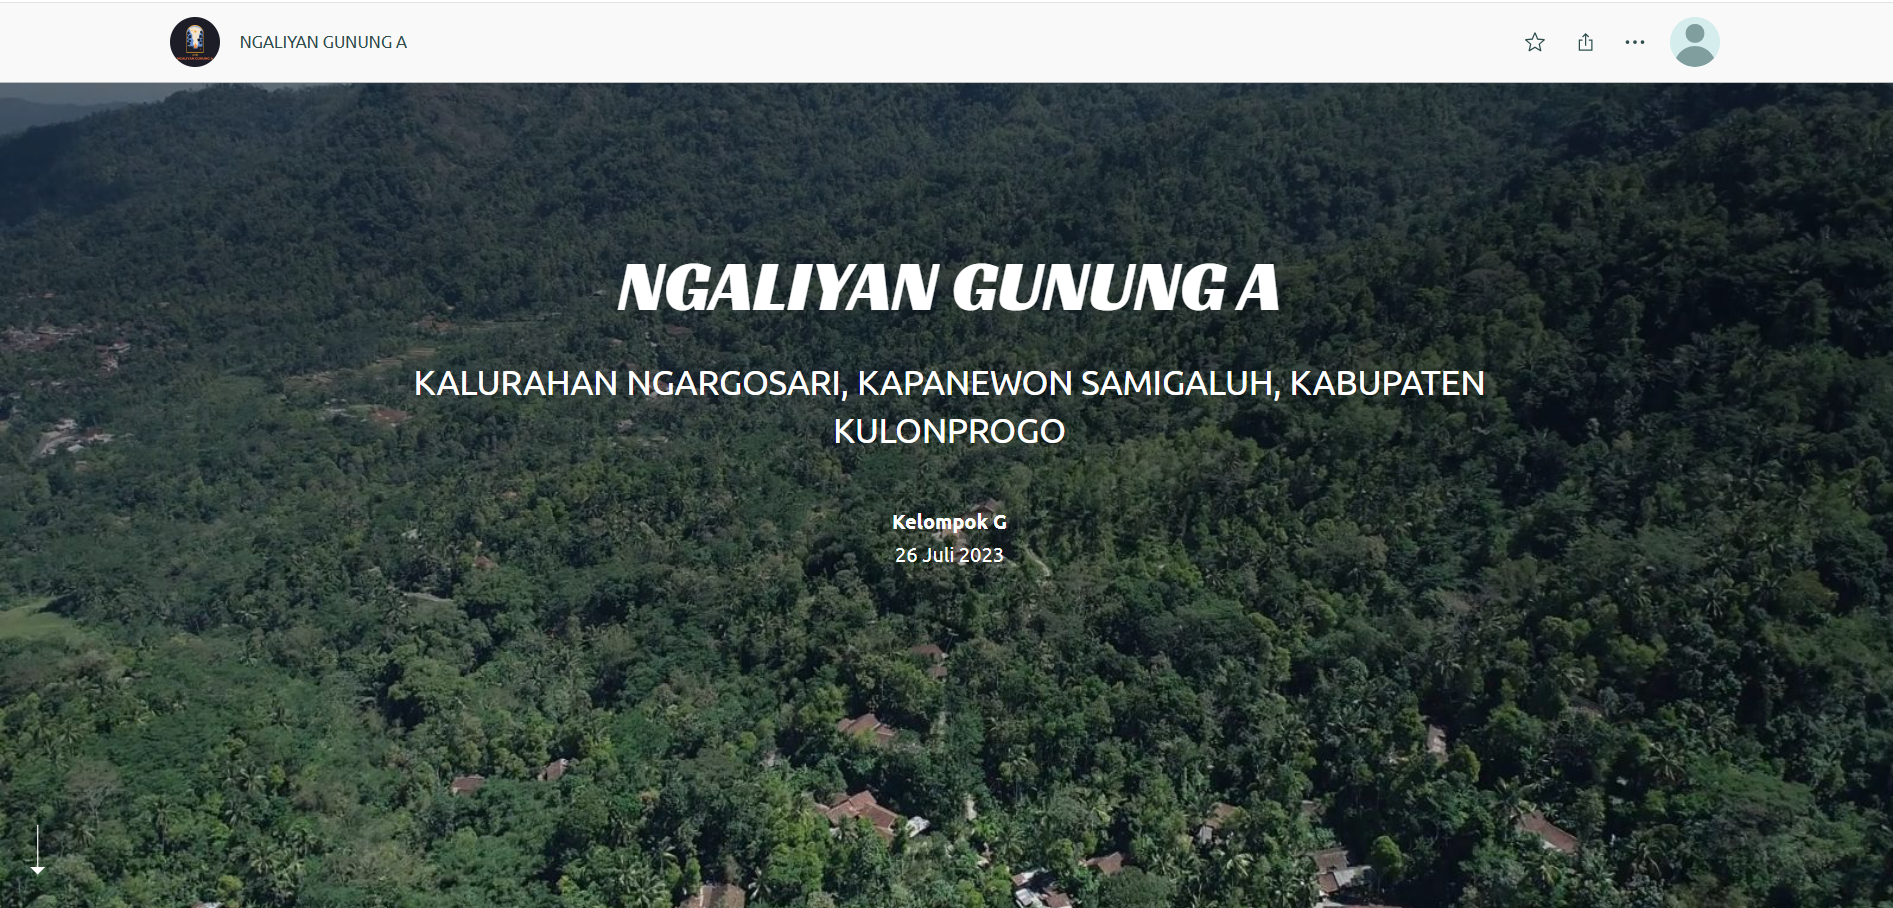 NGALIYAN GUNUNG A
NGALIYAN GUNUNG A
KALURAHAN NGARGOSARI, KAPANEWON SAMIGALUH, KABUPATEN
KULONPROGO
Kelompok G
26 Juli 2023